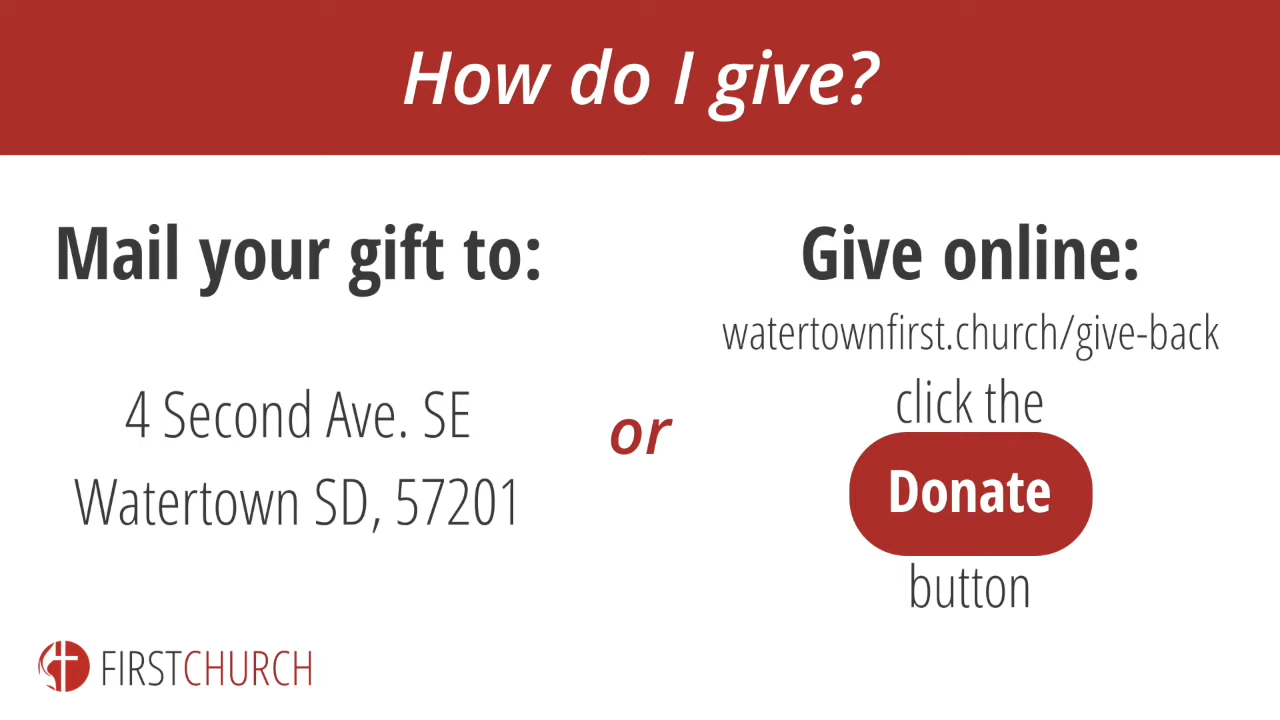 How do I give?
Mail your gift to:
4 Second Ave. SE
Watertown SD, 57201
or
Give online:
watertownfirst.church/give-back
click the
Donate
button
FIRSTCHURCH